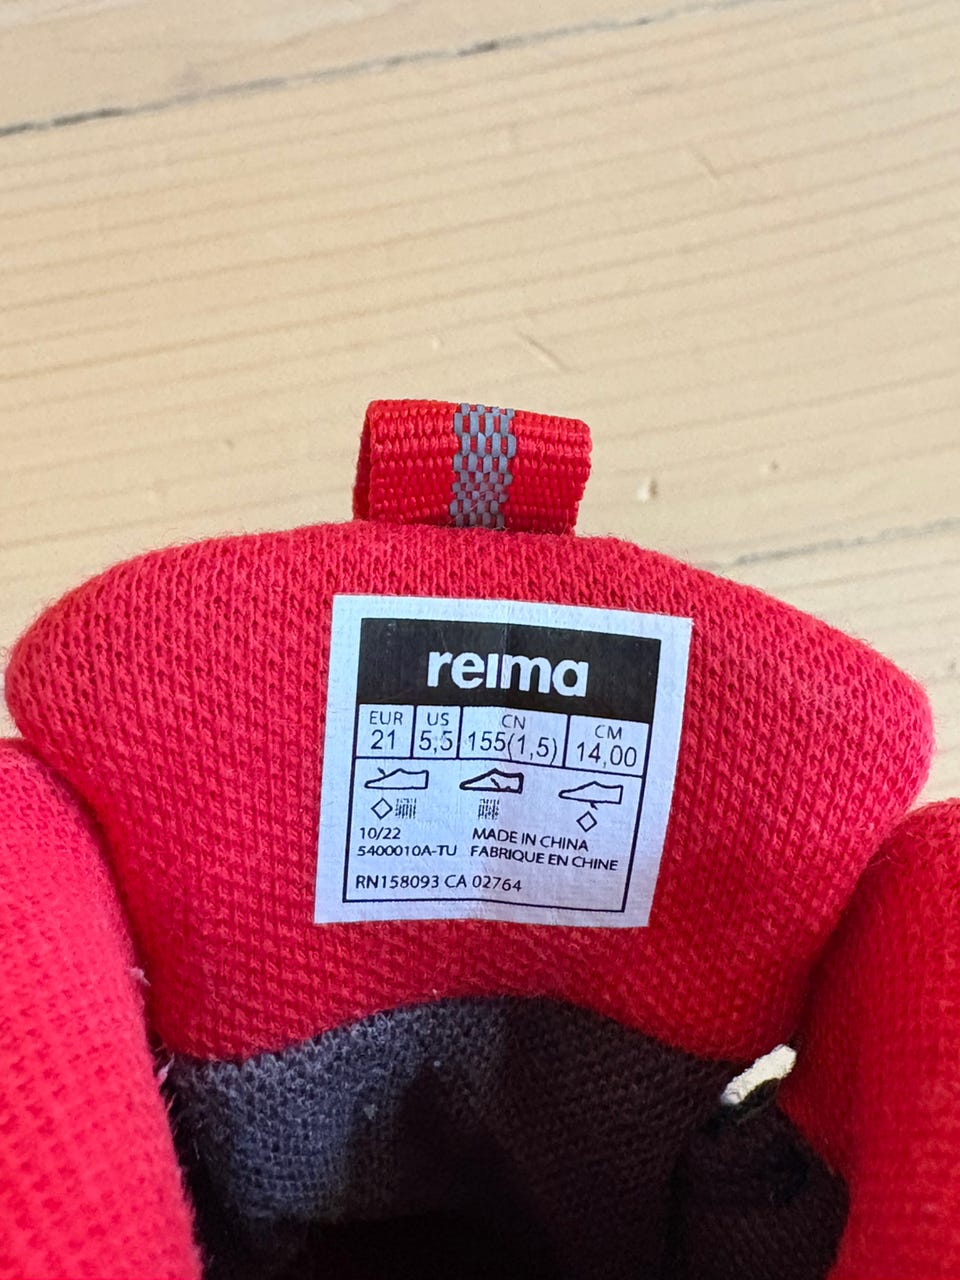 reima
EUR US CN CM
21 5,5 155(1,5) 14,00
10/22 MADE IN CHINA
5400010A-TU FABRIQUE EN CHINE
RN158093 CA 02764